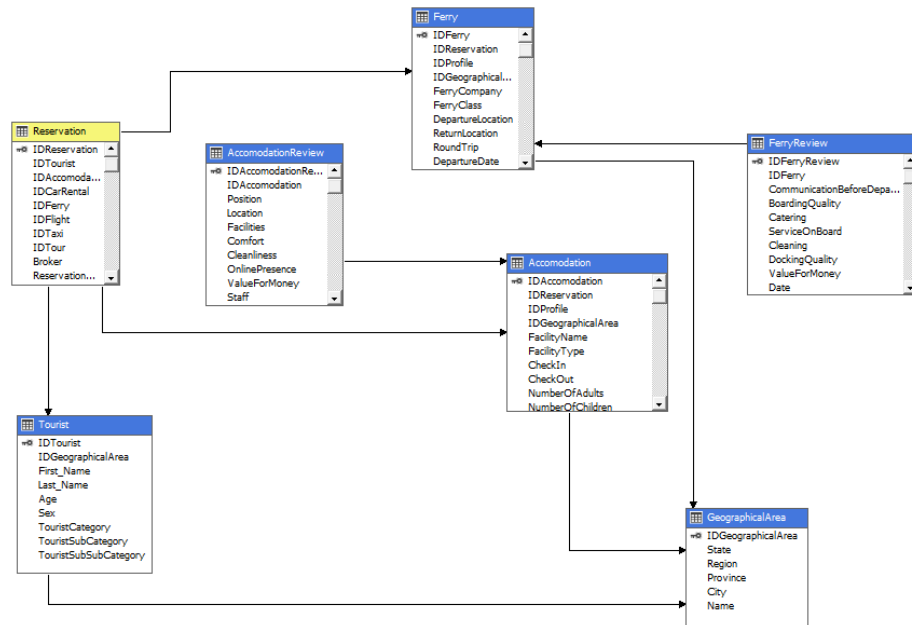 Ferry
IDFerry
IDReservation
IDProfile
IDGeographical...
FerryCompany
FerryClass
DepartureLocation
ReturnLocation
RoundTrip
DepartureDate
Reservation
IDReservation
IDTourist
IDAccomoda...
IDCarRental
IDFerry
IDFlight
IDTaxi
IDTour
Broker
Reservation...
AccomodationReview
IDAccomodationRe...
IDAccomodation
Position
Location
Facilities
Comfort
Cleanliness
OnlinePresence
ValueForMoney
Staff
FerryReview
IDFerryReview
IDFerry
CommunicationBeforeDepa...
BoardingQuality
Catering
ServiceOnBoard
Cleaning
DockingQuality
ValueForMoney
Date
Accomodation
IDAccomodation
IDReservation
IDProfile
IDGeographicalArea
FacilityName
FacilityType
CheckIn
CheckOut
NumberOfAdults
NumberOfChildren
Tourist
IDTourist
IDGeographicalArea
First_Name
Last_Name
Age
Sex
TouristCategory
TouristSubCategory
TouristSubSubCategory
GeographicalArea
IDGeographicalArea
State
Region
Province
City
Name